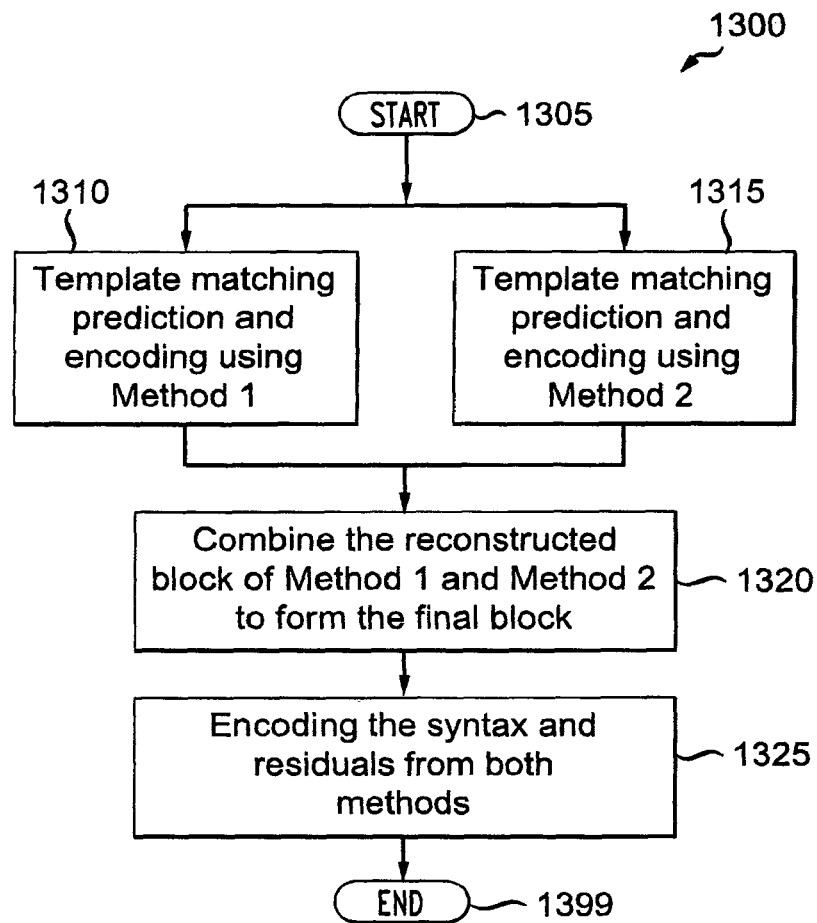 1300
START
1305
1310
1315
Template matching
prediction and
encoding using
Method 1
Template matching
prediction and
encoding using
Method 2
Combine the reconstructed
block of Method 1 and Method 2
to form the final block
1320
Encoding the syntax and
residuals from both
methods
1325
END
1399